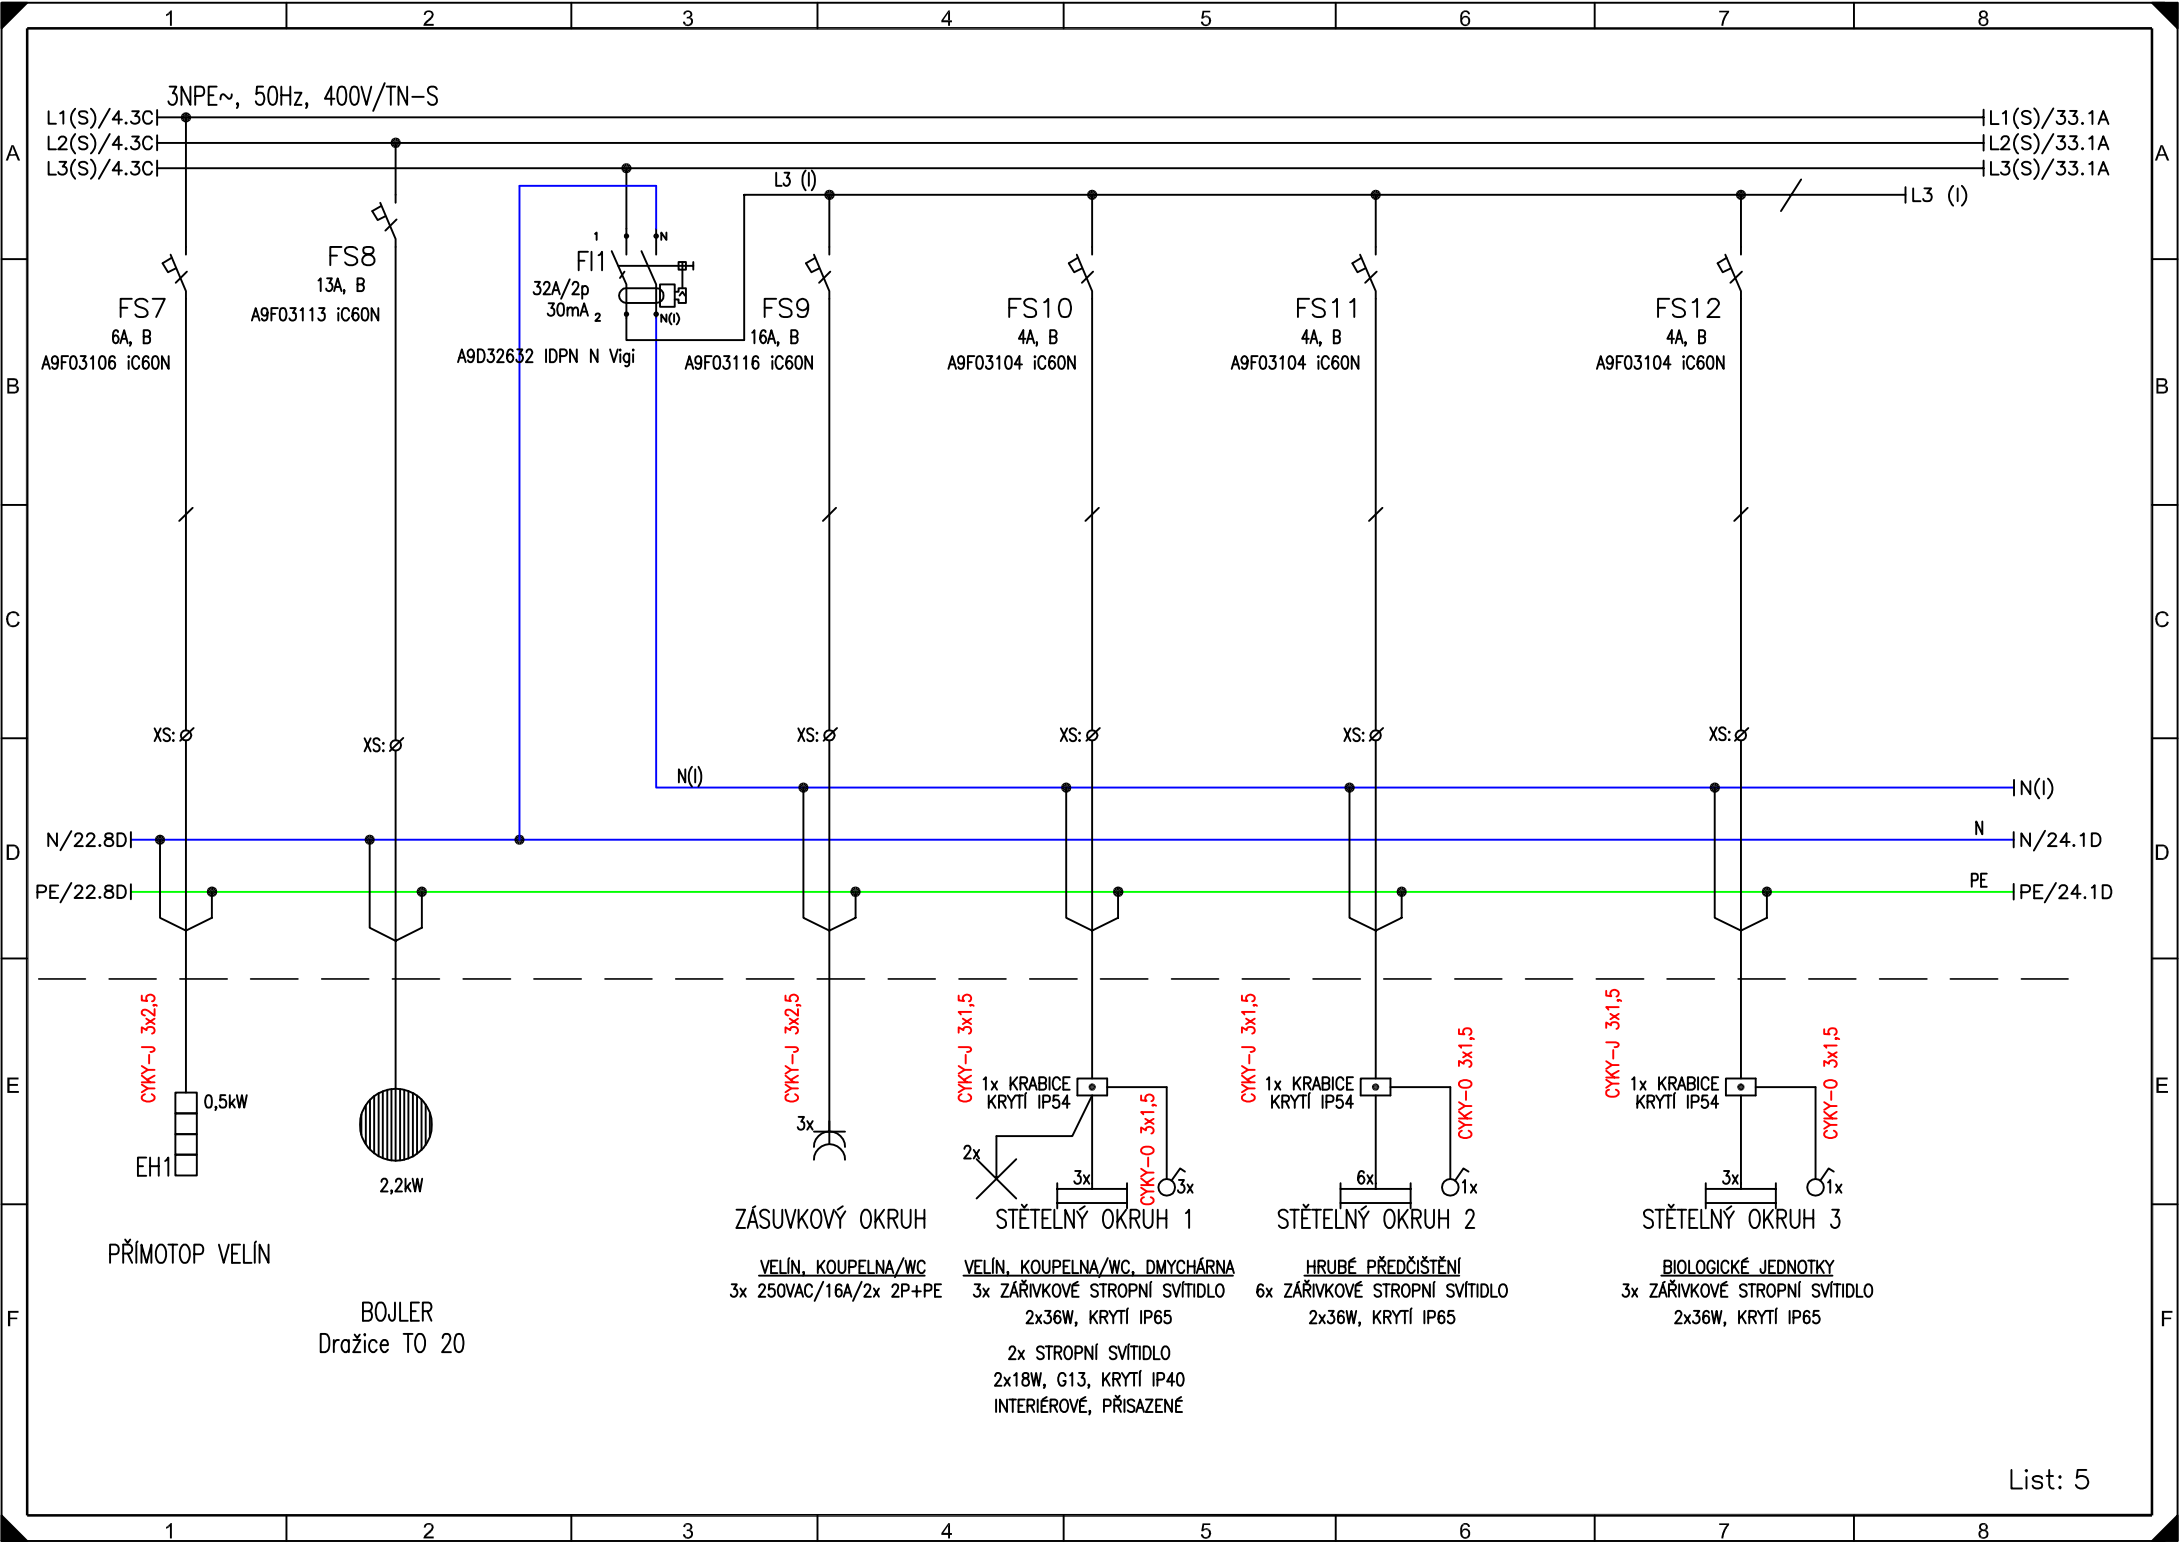 1 2 3 4 5 6 7 8
3NPE~, 50Hz, 400V/TN-S
L1(S)/4.3C L1(S)/33.1A
L2(S)/4.3C L2(S)/33.1A
A A
L3(S)/4.3C L3(S)/33.1A
L3 (I) L3 (I)
1 N
FS8 FI1
13A, B 32A/2p
A9F03113 iC60N 30mA 2 N(I)
FS7 FS9 FS10 FS11 FS12
6A, B 16A, B 4A, B 4A, B 4A, B
A9D32632 IDPN N Vigi
A9F03106 iC60N A9F03116 iC60N A9F03104 iC60N A9F03104 iC60N A9F03104 iC60N
B B
C C
XS: XS: XS: XS: XS: XS:
N(I) N(I)
N
N/22.8D N/24.1D
D D
PE
PE/22.8D PE/24.1D
CYKY-J 3x2,5 CYKY-J 3x2,5 CYKY-J 3x1,5 CYKY-J 3x1,5 CYKY-J 3x1,5
CYKY-O 3x1,5 CYKY-O 3x1,5 CYKY-O 3x1,5
E E
1x KRABICE 1x KRABICE 1x KRABICE
KRYTÍ IP54 KRYTÍ IP54 KRYTÍ IP54
0,5kW
3x
2x
EH1
3x 3x 6x 1x 3x 1x
2,2kW
ZÁSUVKOVÝ OKRUH STĚTELNÝ OKRUH 1 STĚTELNÝ OKRUH 2 STĚTELNÝ OKRUH 3
PŘÍMOTOP VELÍN
VELÍN, KOUPELNA/WC VELÍN, KOUPELNA/WC, DMYCHÁRNA HRUBÉ PŘEDČIŠTĚNÍ BIOLOGICKÉ JEDNOTKY
3x 250VAC/16A/2x 2P+PE 3x ZÁŘIVKOVÉ STROPNÍ SVÍTIDLO 6x ZÁŘIVKOVÉ STROPNÍ SVÍTIDLO 3x ZÁŘIVKOVÉ STROPNÍ SVÍTIDLO
2x36W, KRYTÍ IP65 2x36W, KRYTÍ IP65 2x36W, KRYTÍ IP65
F F
BOJLER
Dražice TO 20
2x STROPNÍ SVÍTIDLO
2x18W, G13, KRYTÍ IP40
INTERIÉROVÉ, PŘISAZENÉ
List: 5
1 2 3 4 5 6 7 8